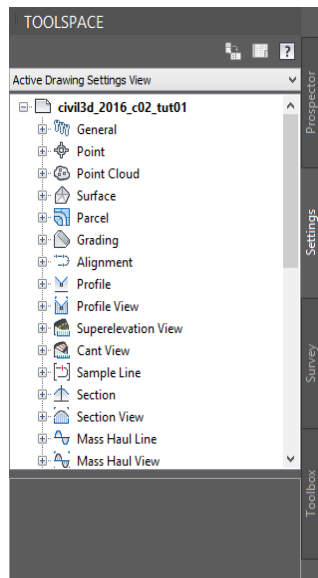 TOOLSPACE
?
Active Drawing Settings View
civil3d_2016_c02_tut01
General
Point
Point Cloud
Surface
Parcel
Grading
Alignment
Profile
Profile View
Superelevation View
Cant View
Sample Line
Section
Section View
Mass Haul Line
Mass Haul View
Prospector
Settings
Survey
Toolbox